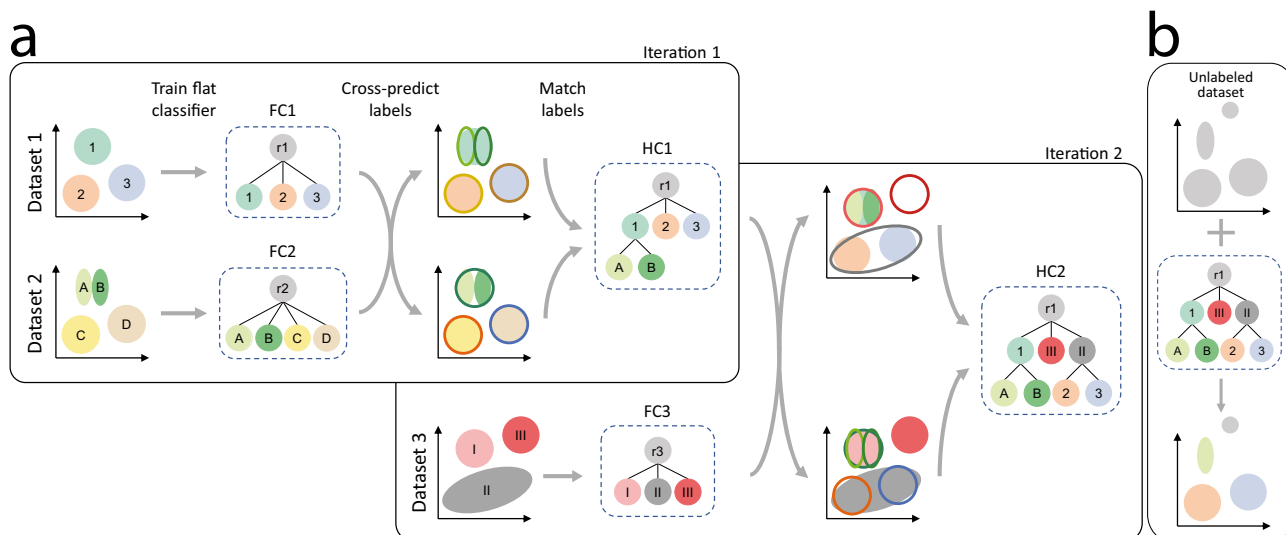 a
b
Iteration 1
Train flat
classifier
Cross-predict
labels
Match
labels
Dataset 1
1
2
3
FC1
r1
1 2 3
HC1
r1
1 2 3
A B
Dataset 2
A B
C
D
FC2
r2
A B C D
Iteration 2
HC2
r1
1 III II
A B 2 3
Dataset 3
I
III
II
FC3
r3
I II III
Unlabeled
dataset
r1
1 III II
A B 2 3